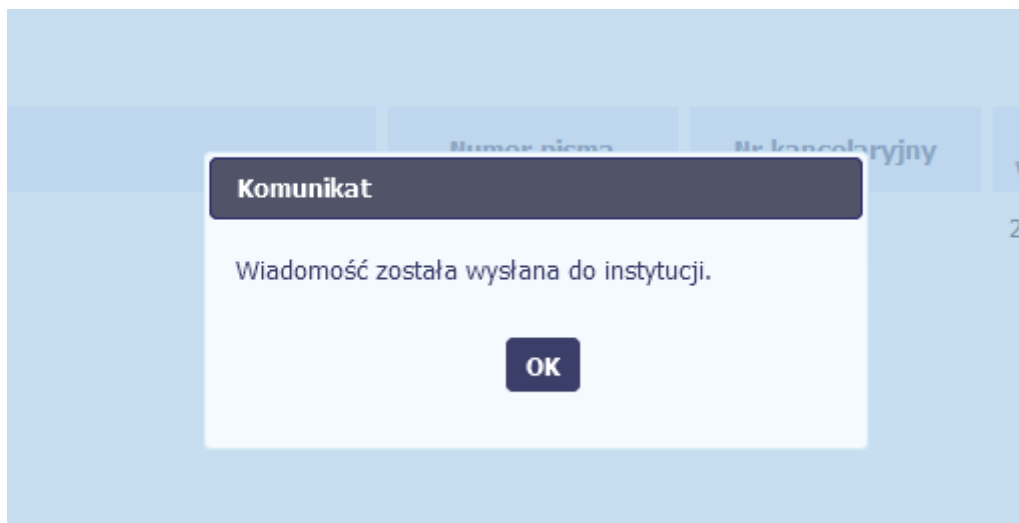 Numer pisma
Nr kancelaryjny
Komunikat
Wiadomość została wysłana do instytucji.
OK